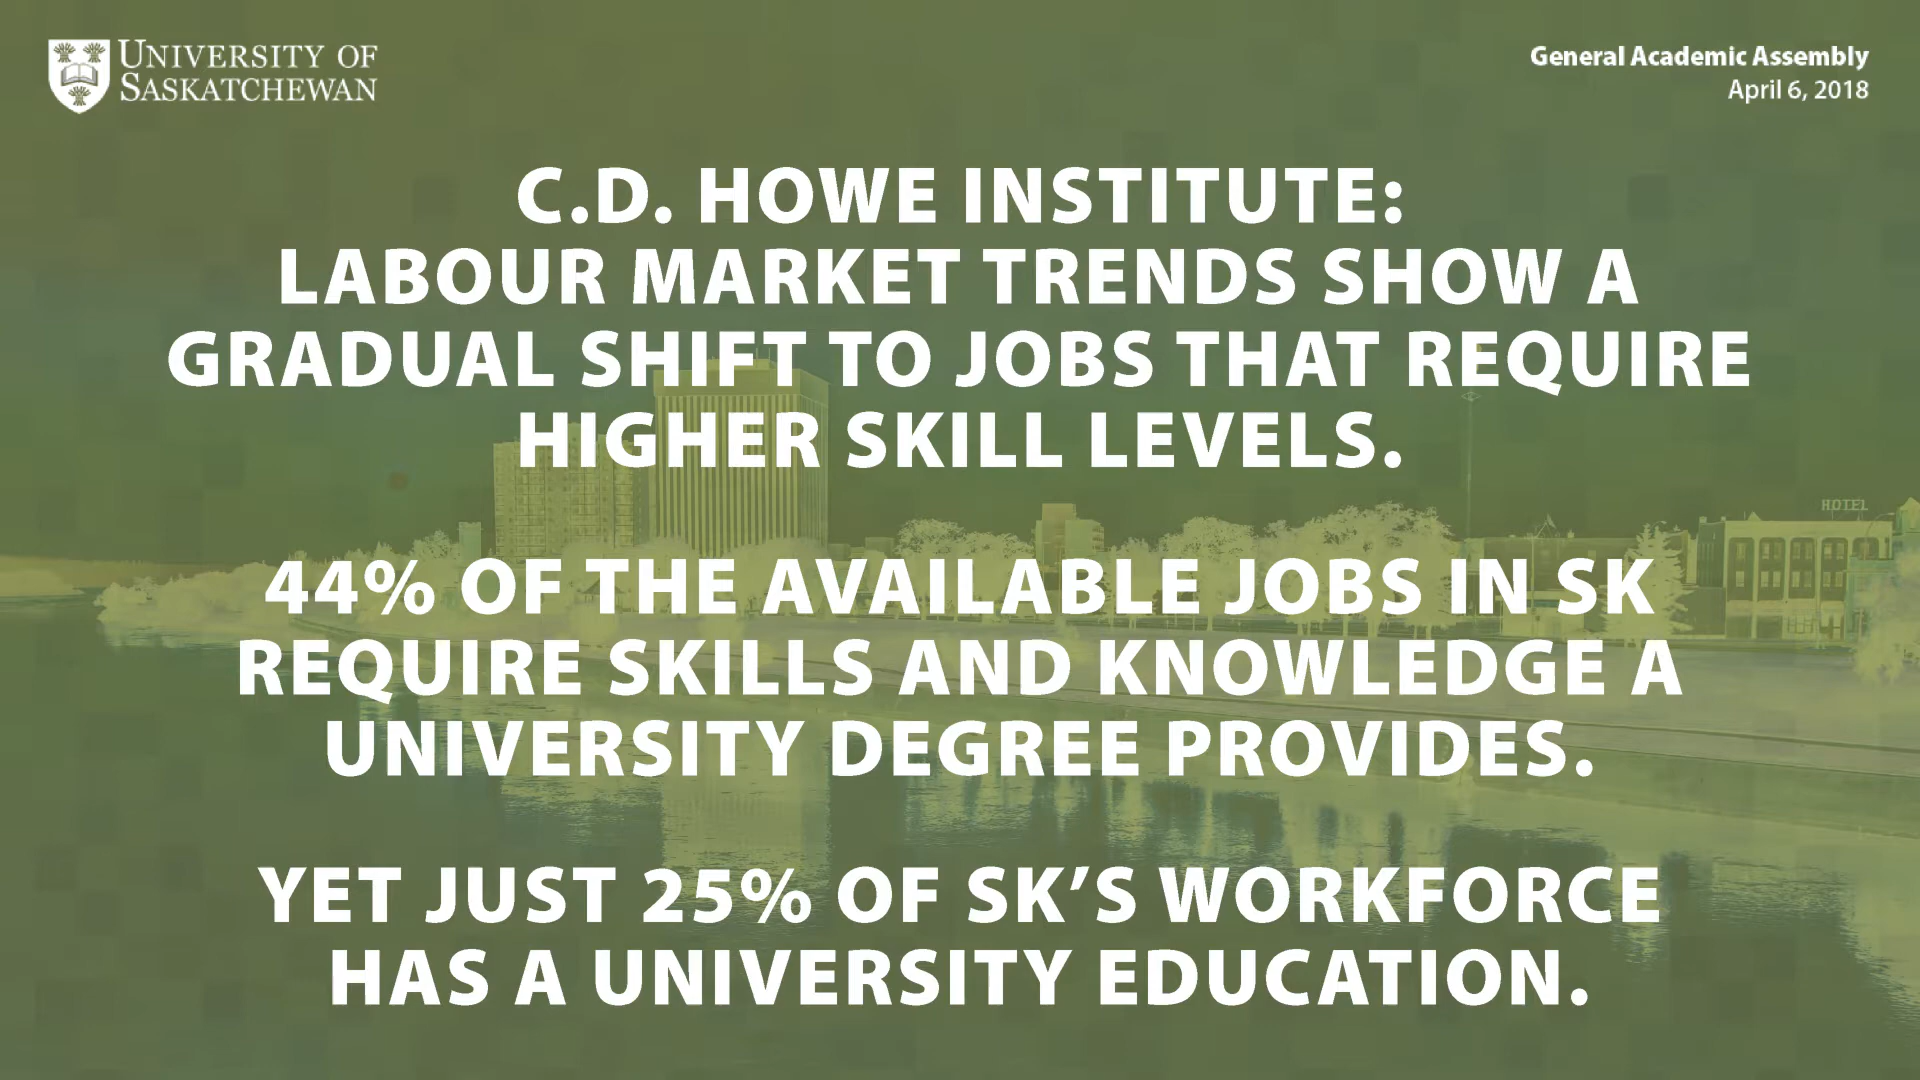 UNIVERSITY OF
SASKATCHEWAN
General Academic Assembly
April 6, 2018
C.D. HOWE INSTITUTE:
LABOUR MARKET TRENDS SHOW A
GRADUAL SHIFT TO JOBS THAT REQUIRE
HIGHER SKILL LEVELS.
44% OF THE AVAILABLE JOBS IN SK
REQUIRE SKILLS AND KNOWLEDGE A
UNIVERSITY DEGREE PROVIDES.
YET JUST 25% OF SK’S WORKFORCE
HAS A UNIVERSITY EDUCATION.
HOTEL